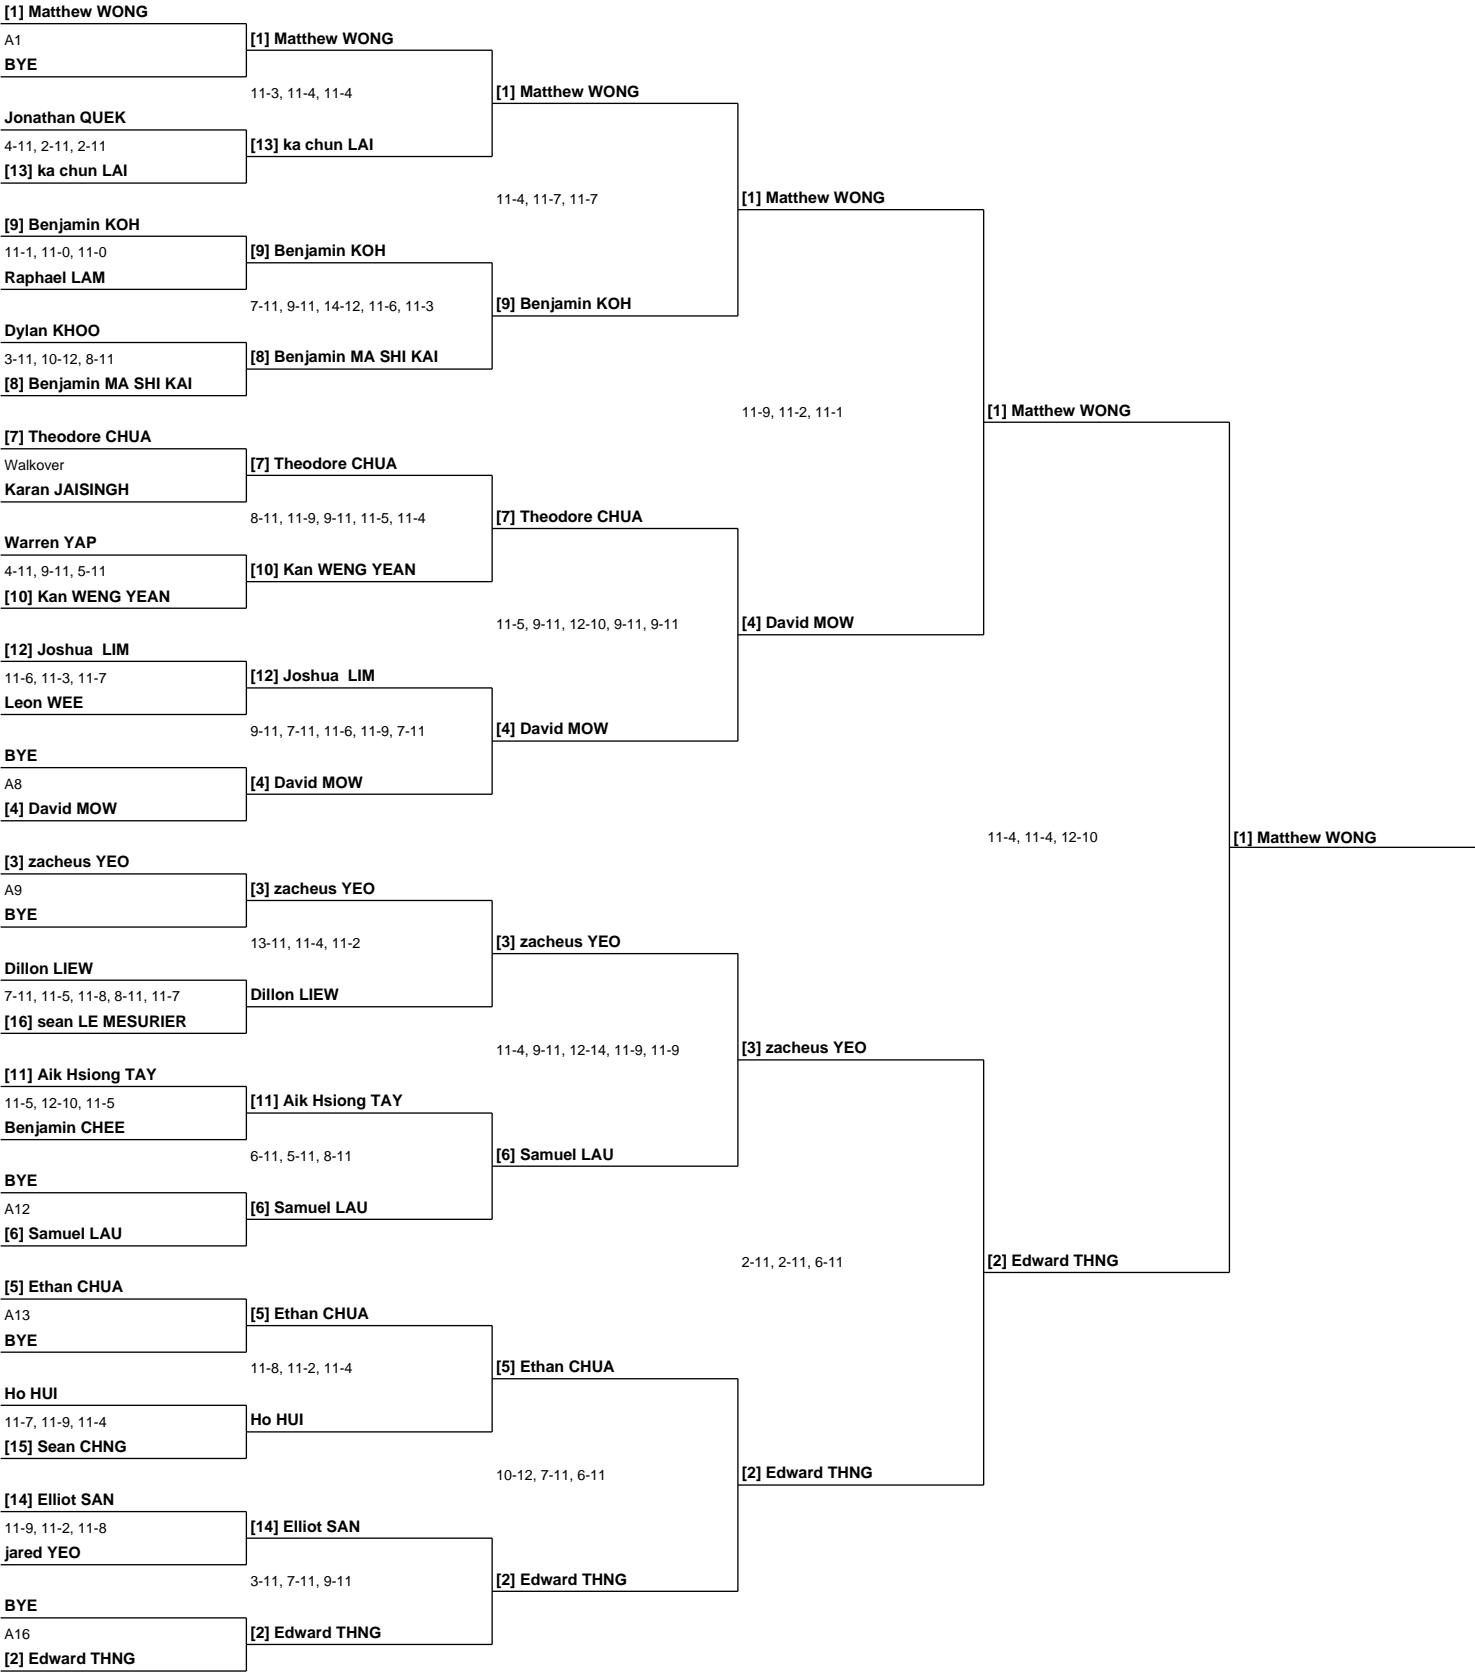 [1] Matthew WONG
A1
[1] Matthew WONG
BYE
11-3, 11-4, 11-4
[1] Matthew WONG
Jonathan QUEK
4-11, 2-11, 2-11
[13] ka chun LAI
[13] ka chun LAI
11-4, 11-7, 11-7
[1] Matthew WONG
[9] Benjamin KOH
11-1, 11-0, 11-0
[9] Benjamin KOH
Raphael LAM
7-11, 9-11, 14-12, 11-6, 11-3
[9] Benjamin KOH
Dylan KHOO
3-11, 10-12, 8-11
[8] Benjamin MA SHI KAI
[8] Benjamin MA SHI KAI
11-9, 11-2, 11-1
[1] Matthew WONG
[7] Theodore CHUA
Walkover
[7] Theodore CHUA
Karan JAISINGH
8-11, 11-9, 9-11, 11-5, 11-4
[7] Theodore CHUA
Warren YAP
4-11, 9-11, 5-11
[10] Kan WENG YEAN
[10] Kan WENG YEAN
11-5, 9-11, 12-10, 9-11, 9-11
[4] David MOW
[12] Joshua  LIM
11-6, 11-3, 11-7
[12] Joshua  LIM
Leon WEE
9-11, 7-11, 11-6, 11-9, 7-11
[4] David MOW
BYE
A8
[4] David MOW
[4] David MOW
11-4, 11-4, 12-10
[1] Matthew WONG
[3] zacheus YEO
A9
[3] zacheus YEO
BYE
13-11, 11-4, 11-2
[3] zacheus YEO
Dillon LIEW
7-11, 11-5, 11-8, 8-11, 11-7
Dillon LIEW
[16] sean LE MESURIER
11-4, 9-11, 12-14, 11-9, 11-9
[3] zacheus YEO
[11] Aik Hsiong TAY
11-5, 12-10, 11-5
[11] Aik Hsiong TAY
Benjamin CHEE
6-11, 5-11, 8-11
[6] Samuel LAU
BYE
A12
[6] Samuel LAU
[6] Samuel LAU
2-11, 2-11, 6-11
[2] Edward THNG
[5] Ethan CHUA
A13
[5] Ethan CHUA
BYE
11-8, 11-2, 11-4
[5] Ethan CHUA
Ho HUI
11-7, 11-9, 11-4
Ho HUI
[15] Sean CHNG
10-12, 7-11, 6-11
[2] Edward THNG
[14] Elliot SAN
11-9, 11-2, 11-8
[14] Elliot SAN
jared YEO
3-11, 7-11, 9-11
[2] Edward THNG
BYE
A16
[2] Edward THNG
[2] Edward THNG